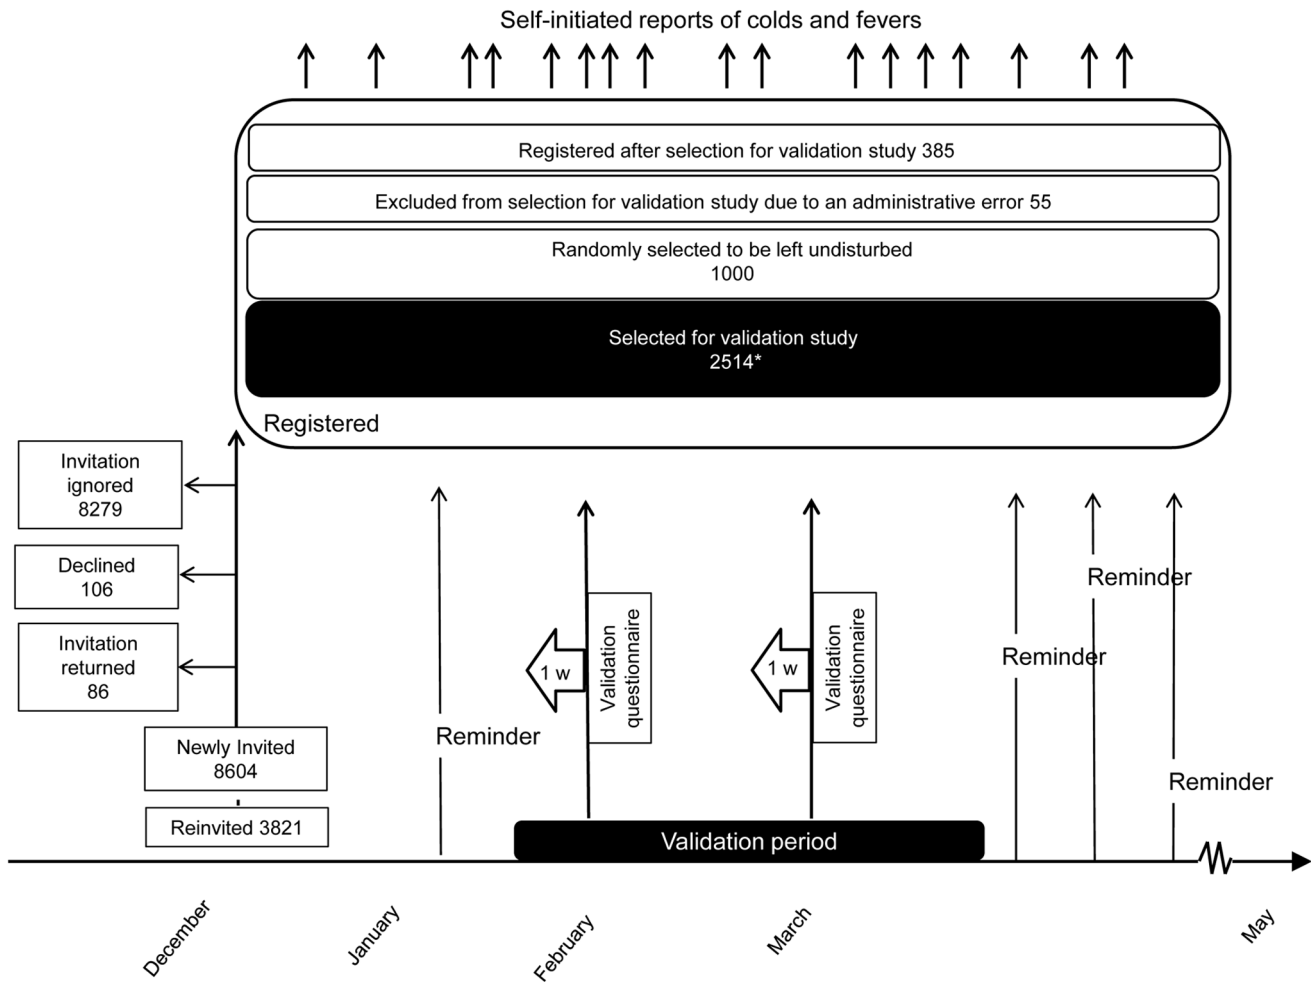 Self-initiated reports of colds and fevers
Registered after selection for validation study 385
Excluded from selection for validation study due to an administrative error 55
Randomly selected to be left undisturbed
1000
Selected for validation study
2514*
Registered
Invitation
ignored
8279
Declined
106
Invitation
returned
86
Newly Invited
8604
Reinvited 3821
Reminder
1 w
Validation
questionnaire
1 w
Validation
questionnaire
Reminder
Reminder
Reminder
Validation period
December
January
February
March
May